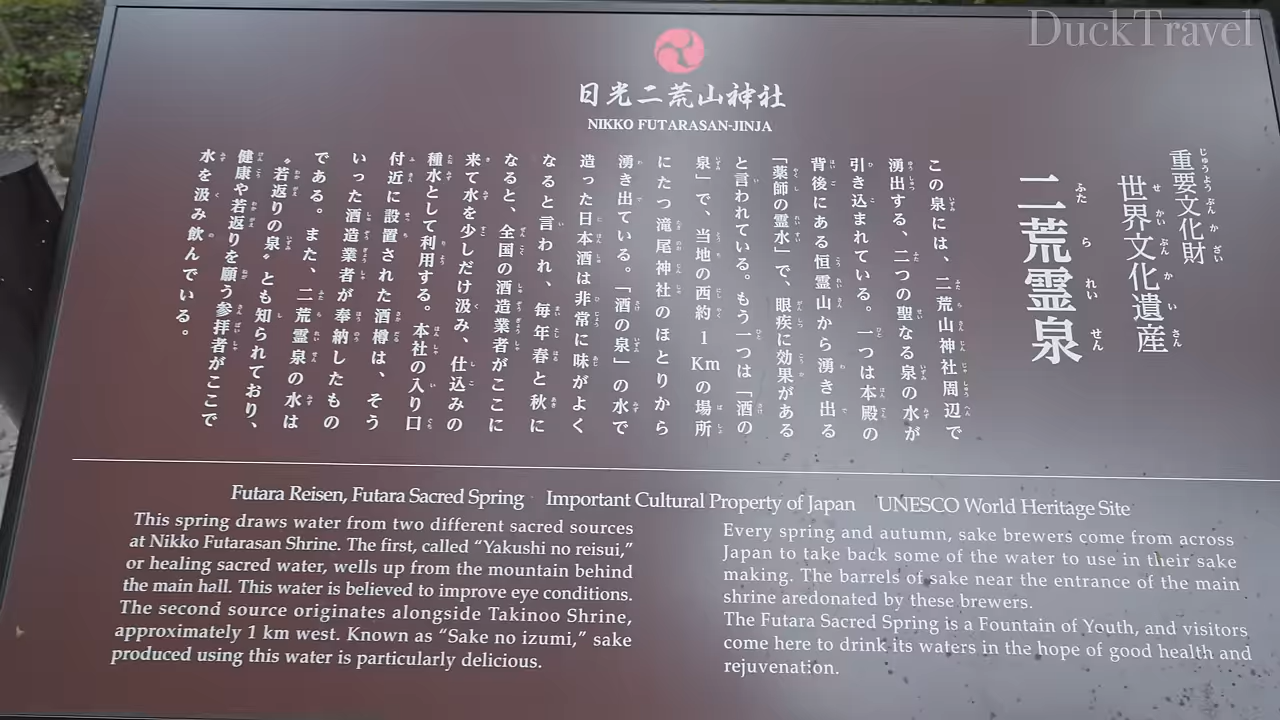 DuckTravel
日光二荒山神社
NIKKO FUTARASAN-JINJA
重要文化財
世界文化遺産
二荒霊泉
この泉には、二荒山神社周辺で
湧出する、二つの聖なる泉の水が
引き込まれている。一つは本殿の
背後にある恒霊山から湧き出る
「薬師の霊水」で、眼疾に効果がある
と言われている。もう一つは「酒の
泉」で、当地の西約1Kmの場所
にたつ滝尾神社のほとりから
湧き出ている。「酒の泉」の水で
造った日本酒は非常に味がよく
なると言われ、毎年春と秋に
なると、全国の酒造業者がここに
来て水を少しだけ汲み、仕込みの
種水として利用する。本社の入り口
付近に設置された酒樽は、そう
いった酒造業者が奉納したもの
である。また、二荒霊泉の水は
〝若返りの泉〟とも知られており、
健康や若返りを願う参拝者がここで
水を汲み飲んでいる。
Futara Reisen, Futara Sacred Spring Important Cultural Property of Japan UNESCO World Heritage Site
This spring draws water from two different sacred sources
at Nikko Futarasan Shrine. The first, called “Yakushi no reisui,”
or healing sacred water, wells up from the mountain behind
the main hall. This water is believed to improve eye conditions.
The second source originates alongside Takinoo Shrine,
approximately 1 km west. Known as “Sake no izumi,” sake
produced using this water is particularly delicious.
Every spring and autumn, sake brewers come from across
Japan to take back some of the water to use in their sake
making. The barrels of sake near the entrance of the main
shrine aredonated by these brewers.
The Futara Sacred Spring is a Fountain of Youth, and visitors
come here to drink its waters in the hope of good health and
rejuvenation.